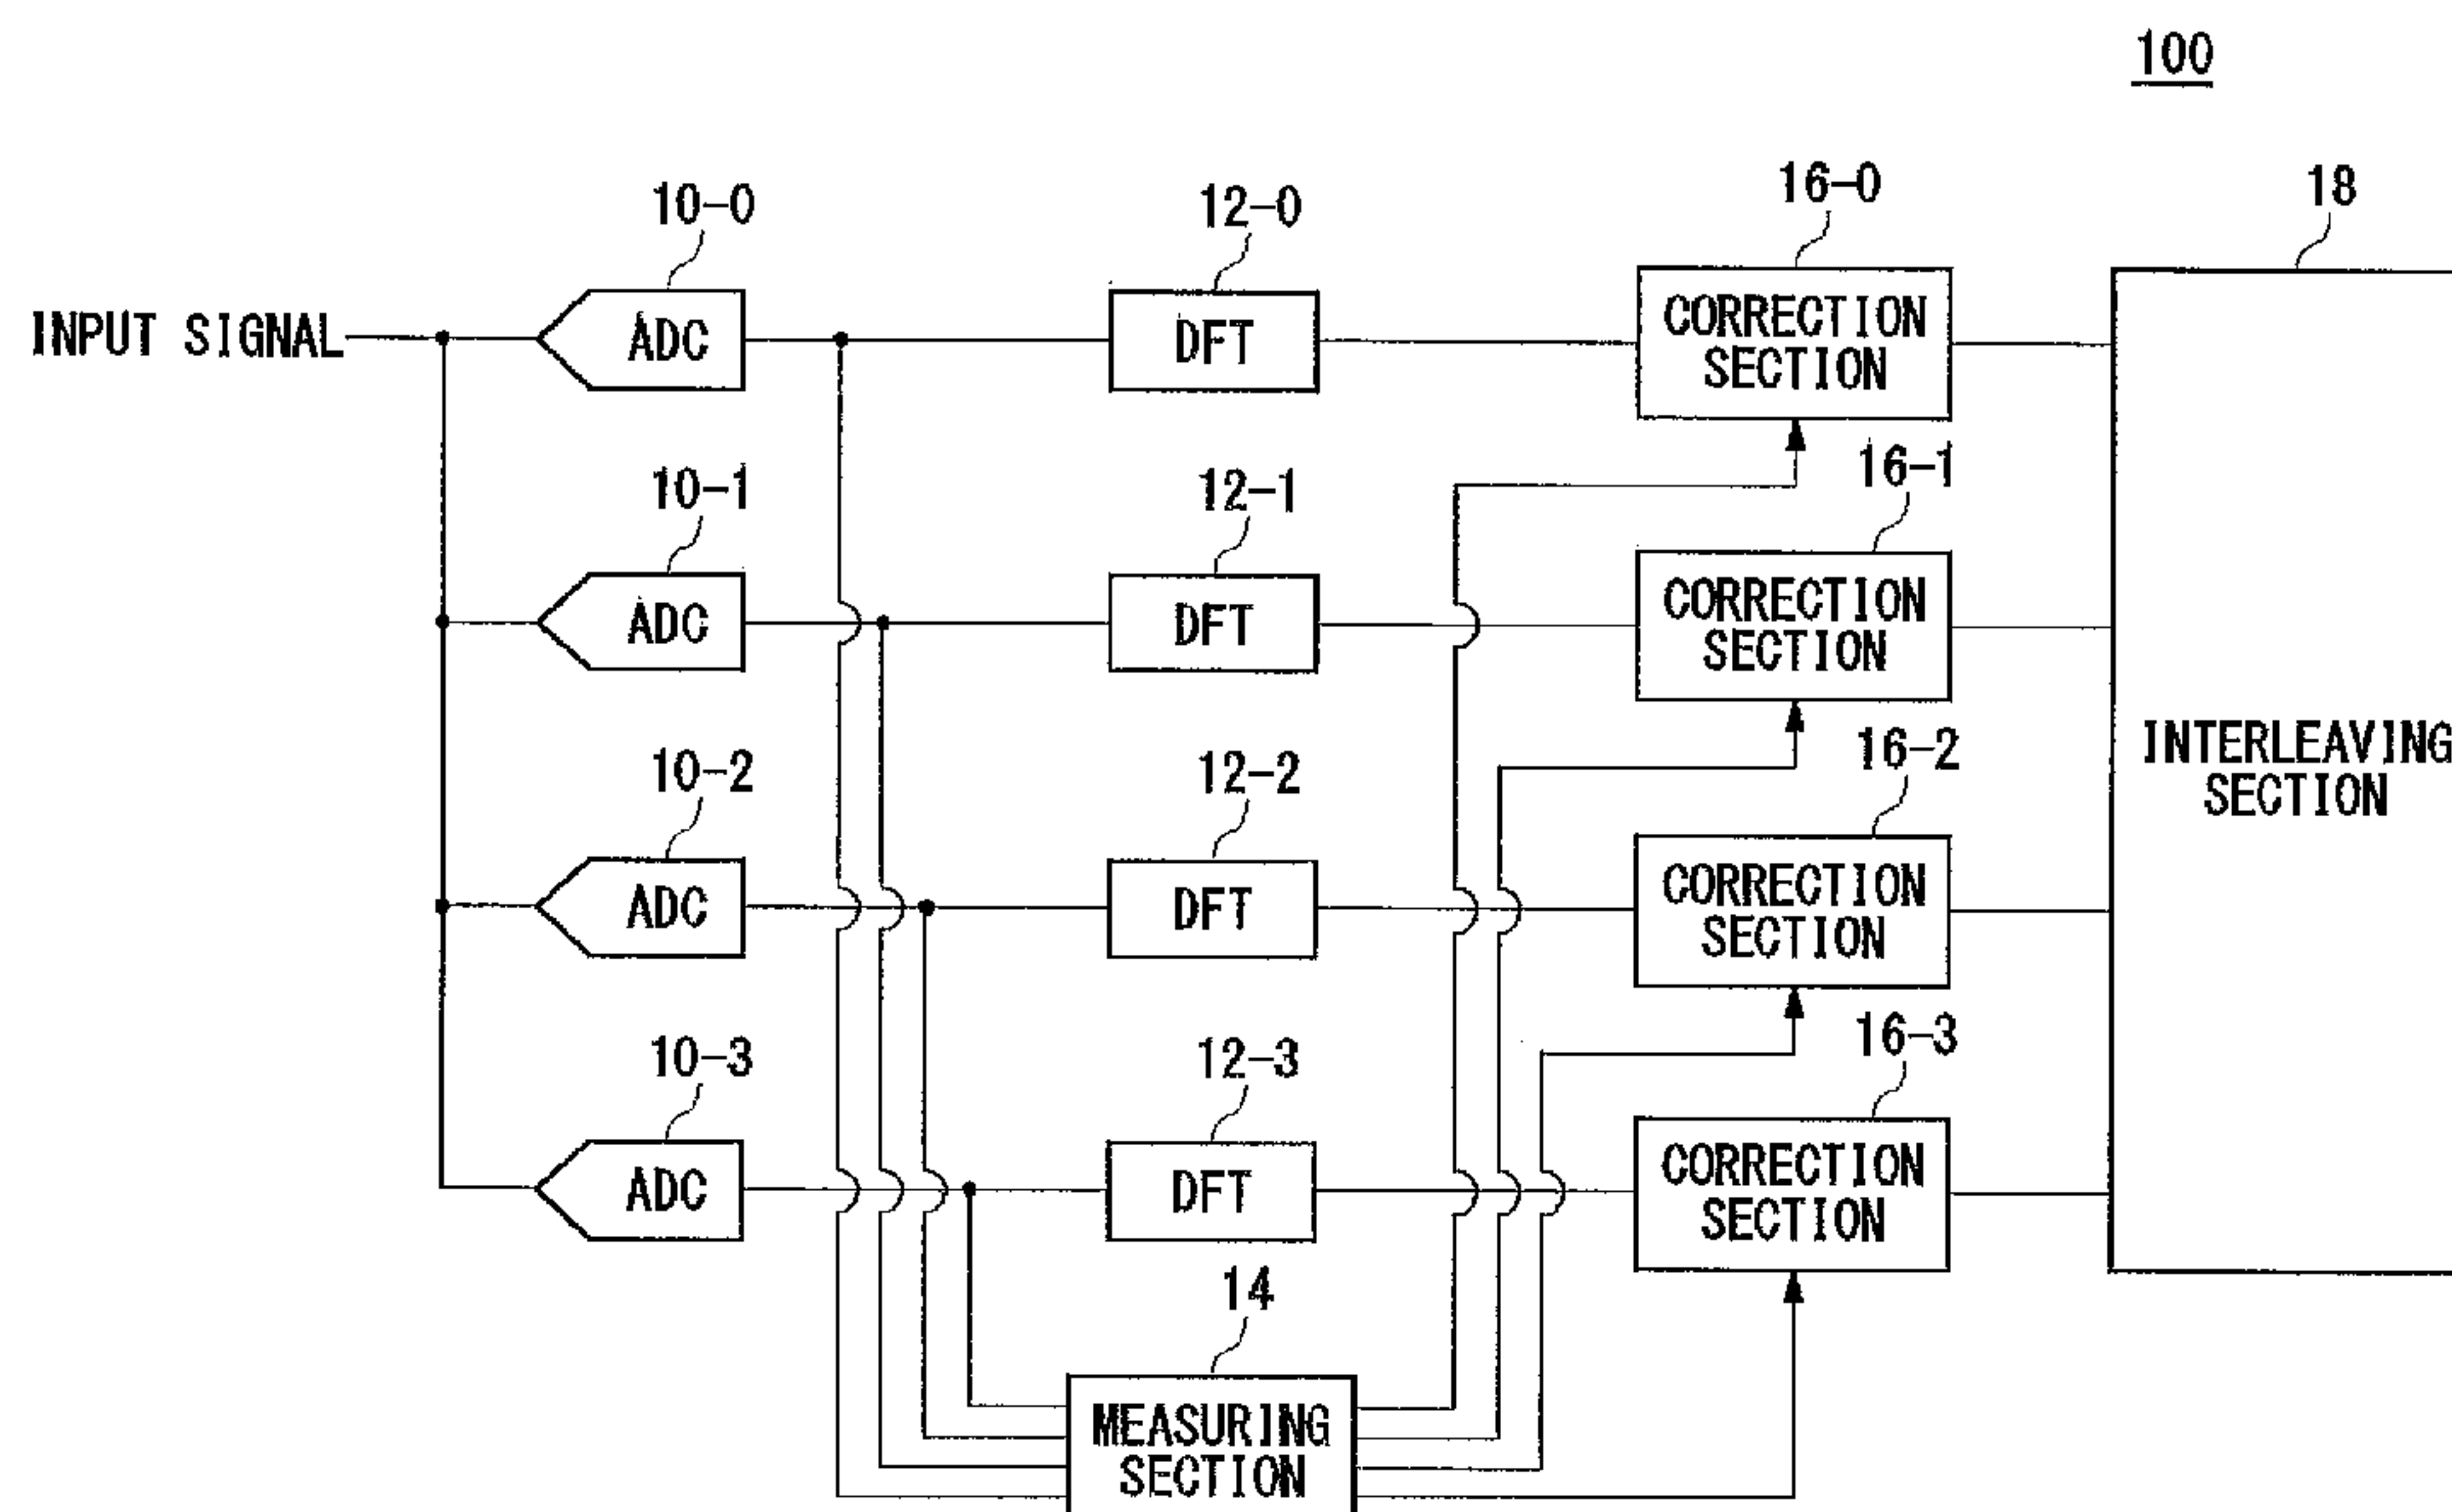 100
10-0
12-0
16-0
18
INPUT SIGNAL
ADC
DFT
CORRECTION
SECTION
10-1
12-1
16-1
ADC
DFT
CORRECTION
SECTION
10-2
12-2
16-2
INTERLEAVING
SECTION
ADC
DFT
CORRECTION
SECTION
10-3
12-3
16-3
ADC
DFT
CORRECTION
SECTION
14
MEASURING
SECTION